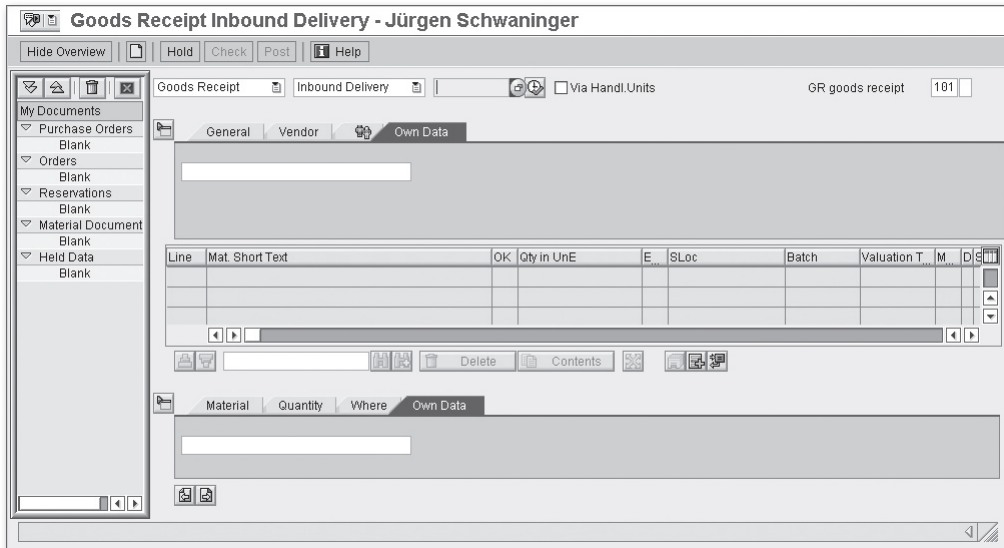 Goods Receipt Inbound Delivery - Jürgen Schwaninger
Hide Overview Hold Check Post Help
Goods Receipt Inbound Delivery Via Handl.Units GR goods receipt 101
My Documents
Purchase Orders
Blank
Orders
Blank
Reservations
Blank
Material Document
Blank
Held Data
Blank
General Vendor Own Data
Line Mat. Short Text OK Qty in UnE E... SLoc Batch Valuation T... M... D S
Delete Contents
Material Quantity Where Own Data